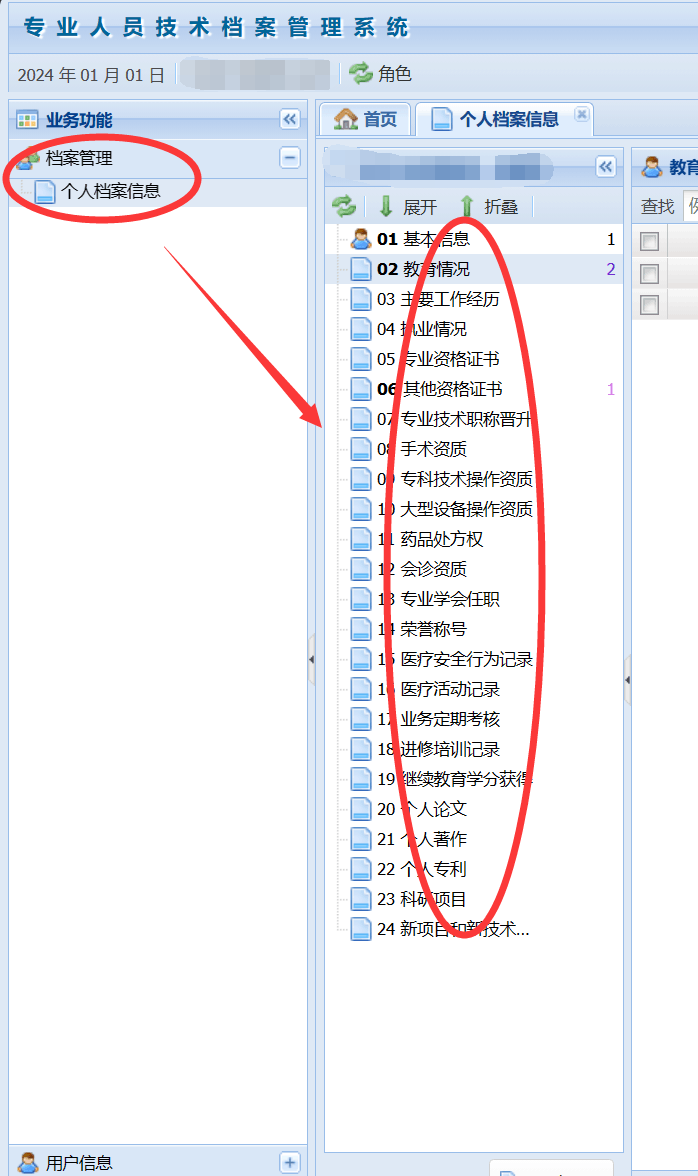 专业人员技术档案管理系统
2024 年 01 月 01 日 角色
业务功能
档案管理
个人档案信息
用户信息
首页 个人档案信息
展开 折叠
01 基本信息 1
02 教育情况 2
03 主要工作经历
04 执业情况
05 专业资格证书
06 其他资格证书 1
07 专业技术职称晋升
08 手术资质
09 专科技术操作资质
10 大型设备操作资质
11 药品处方权
12 会诊资质
13 专业学会任职
14 荣誉称号
15 医疗安全行为记录
16 医疗活动记录
17 业务定期考核
18 进修培训记录
19 继续教育学分获得
20 个人论文
21 个人著作
22 个人专利
23 科研项目
24 新项目和新技术...
教育
查找